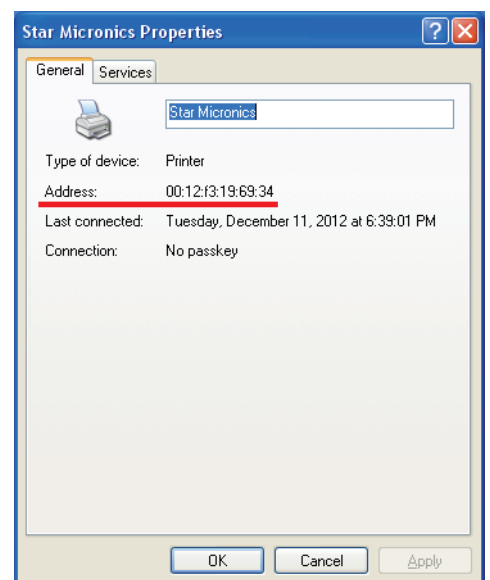 Star Micronics Properties
General Services
Star Micronics
Type of device: Printer
Address: 00:12:f3:19:69:34
Last connected: Tuesday, December 11, 2012 at 6:39:01 PM
Connection: No passkey
OK Cancel Apply